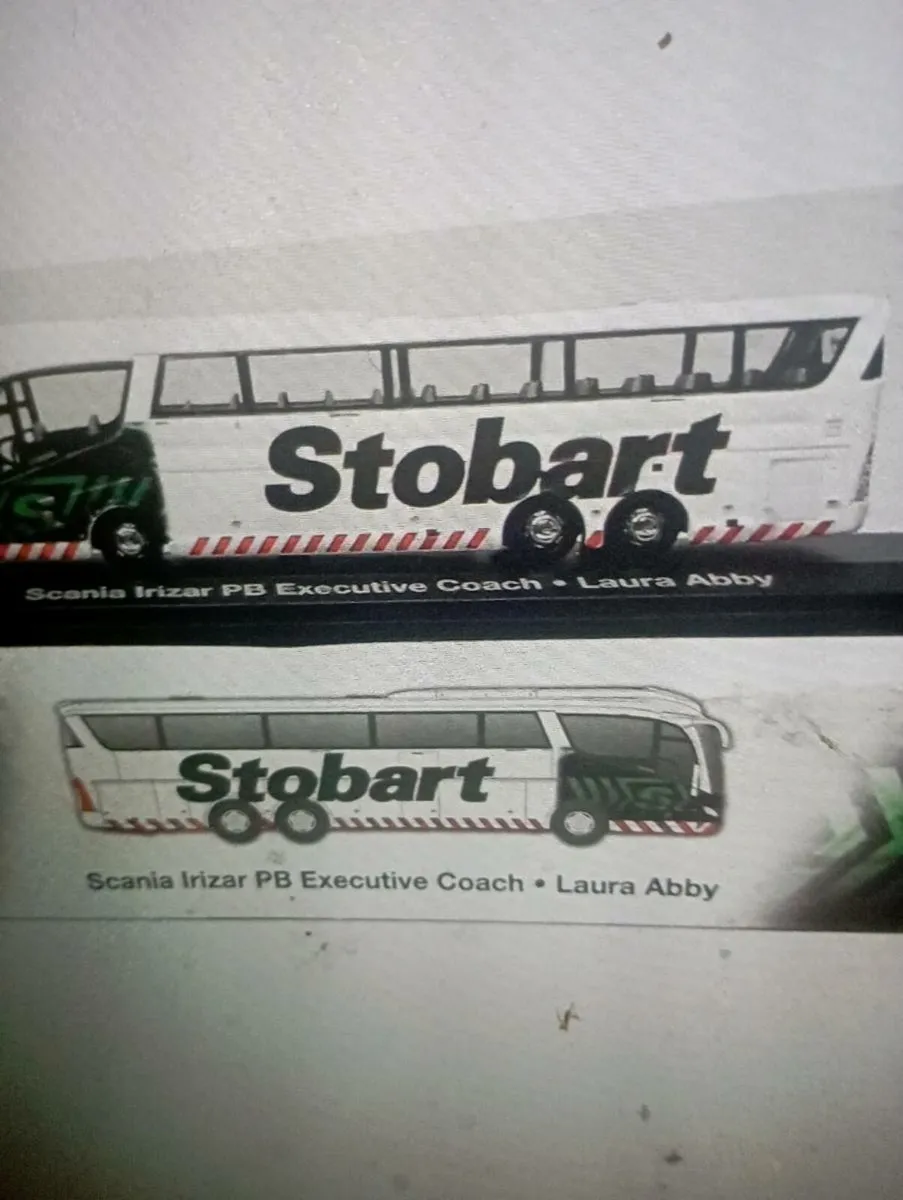 Stobart
S
Scania Irizar PB Executive Coach • Laura Abby
Stobart
S
Scania Irizar PB Executive Coach • Laura Abby